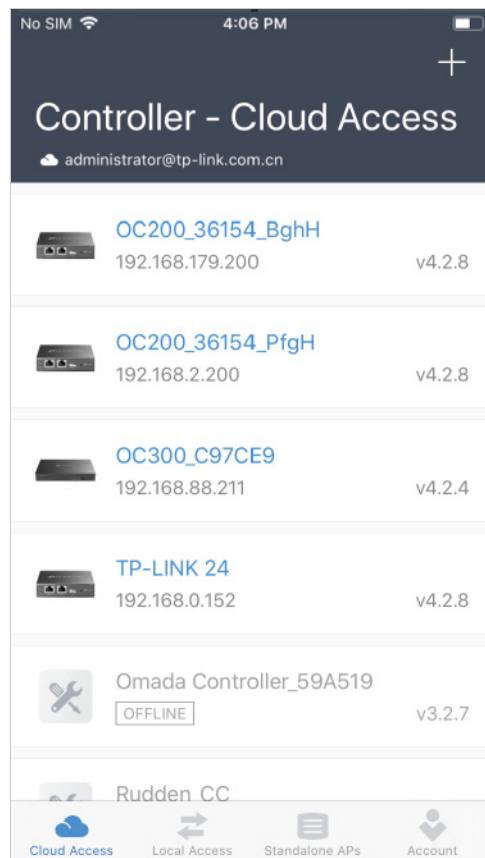 No SIM 4:06 PM
Controller - Cloud Access
administrator@tp-link.com.cn
OC200_36154_BghH
192.168.179.200 v4.2.8
OC200_36154_PfgH
192.168.2.200 v4.2.8
OC300_C97CE9
192.168.88.211 v4.2.4
TP-LINK 24
192.168.0.152 v4.2.8
Omada Controller_59A519
OFFLINE v3.2.7
Rudden_CC
Cloud Access Local Access Standalone APs Account